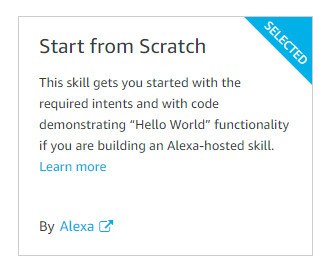 SELECTED
Start from Scratch
This skill gets you started with the
required intents and with code
demonstrating “Hello World” functionality
if you are building an Alexa-hosted skill.
Learn more
By Alexa